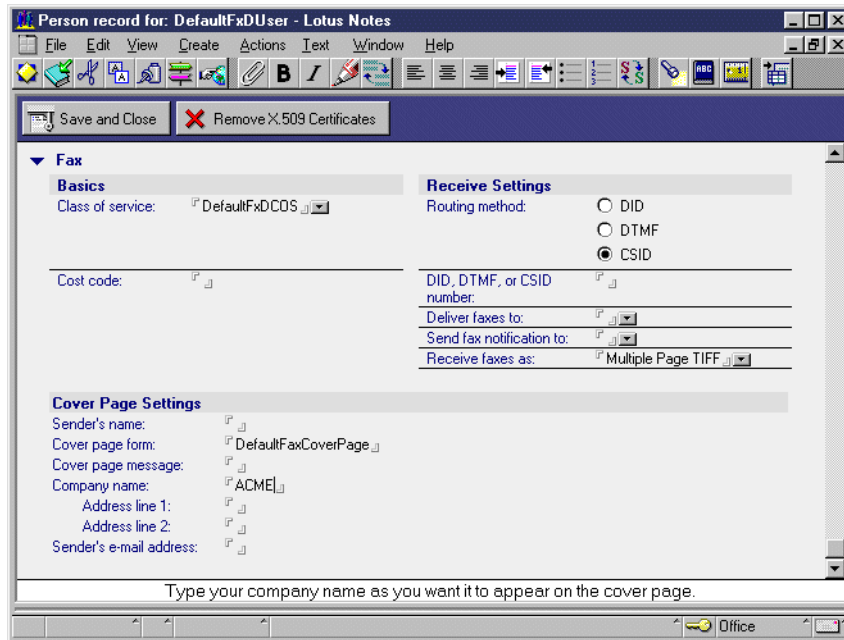 Person record for: DefaultFxDUser - Lotus Notes
File Edit View Create Actions Text Window Help
B I ABC
Save and Close Remove X.509 Certificates
Fax
Basics Receive Settings
Class of service: DefaultFxDCOS Routing method: DID
DTMF
CSID
Cost code: DID, DTMF, or CSID
number:
Deliver faxes to:
Send fax notification to:
Receive faxes as: Multiple Page TIFF
Cover Page Settings
Sender's name:
Cover page form: DefaultFaxCoverPage
Cover page message:
Company name: ACME
Address line 1:
Address line 2:
Sender's e-mail address:
Type your company name as you want it to appear on the cover page.
Office